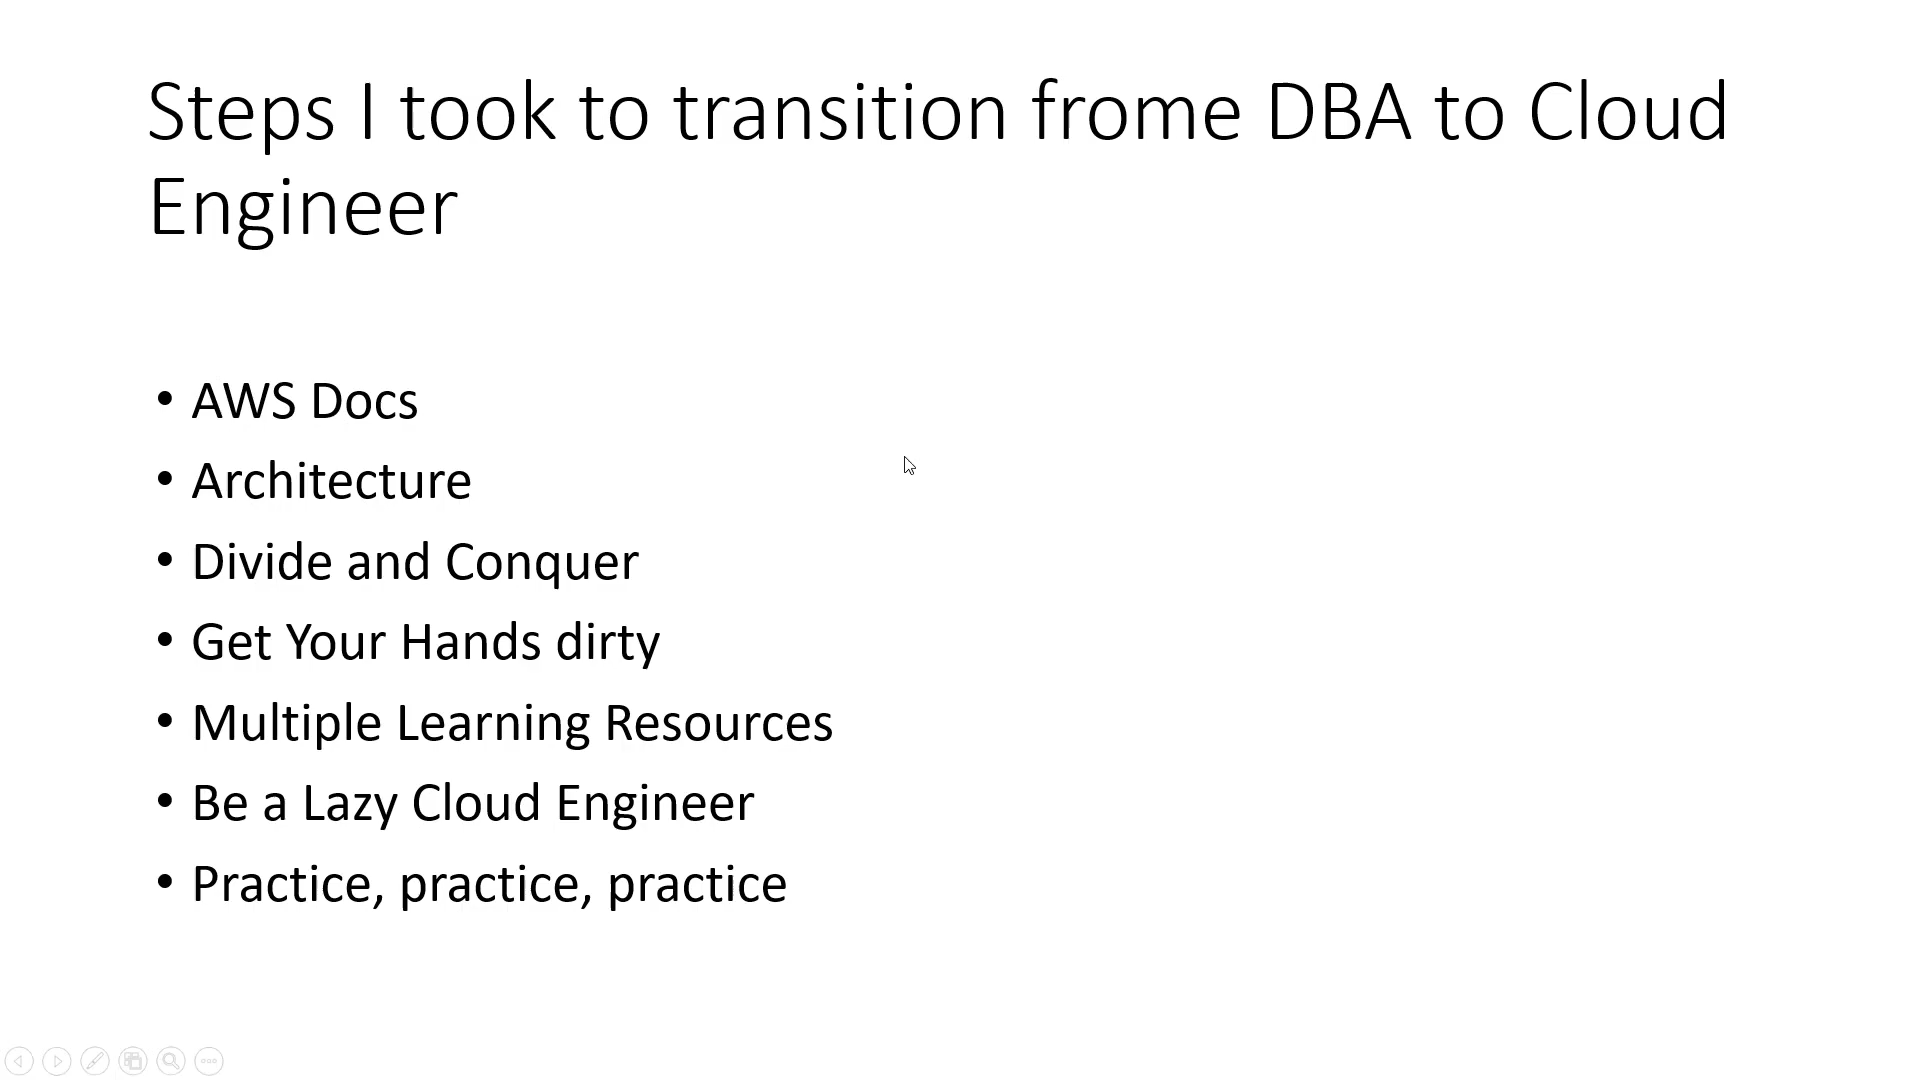 Steps I took to transition frome DBA to Cloud
Engineer
• AWS Docs
• Architecture
• Divide and Conquer
• Get Your Hands dirty
• Multiple Learning Resources
• Be a Lazy Cloud Engineer
• Practice, practice, practice